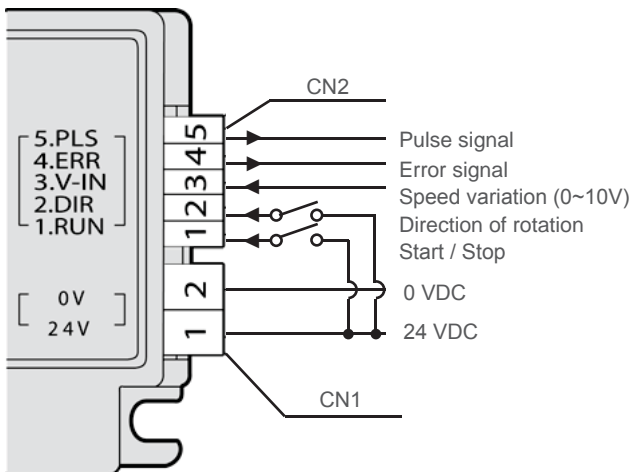 CN2
5.PLS
4.ERR
3.V-IN
2.DIR
1.RUN
5
4
3
2
1
Pulse signal
Error signal
Speed variation (0~10V)
Direction of rotation
Start / Stop
0V
24V
2
1
0 VDC
24 VDC
CN1